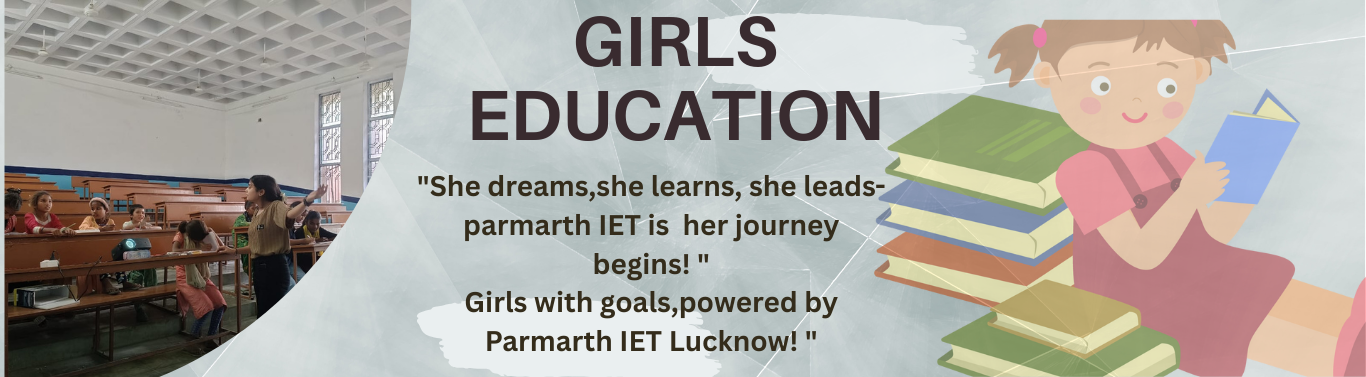 GIRLS
EDUCATION
"She dreams,she learns, she leads-
parmarth IET is  her journey
begins! "
Girls with goals,powered by
Parmarth IET Lucknow! "